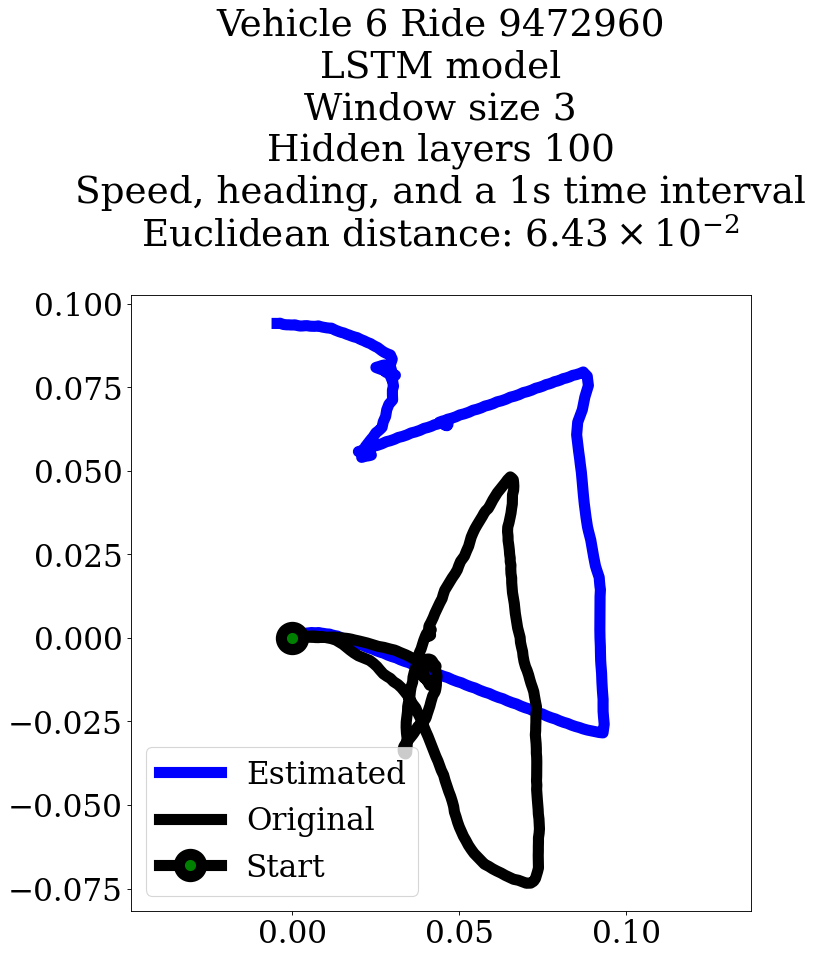 Vehicle 6 Ride 9472960
LSTM model
Window size 3
Hidden layers 100
Speed, heading, and a 1s time interval
Euclidean distance: 6.43 × 10⁻²
0.100
0.075
0.050
0.025
0.000
−0.025
−0.050
−0.075
Estimated
Original
Start
0.00 0.05 0.10